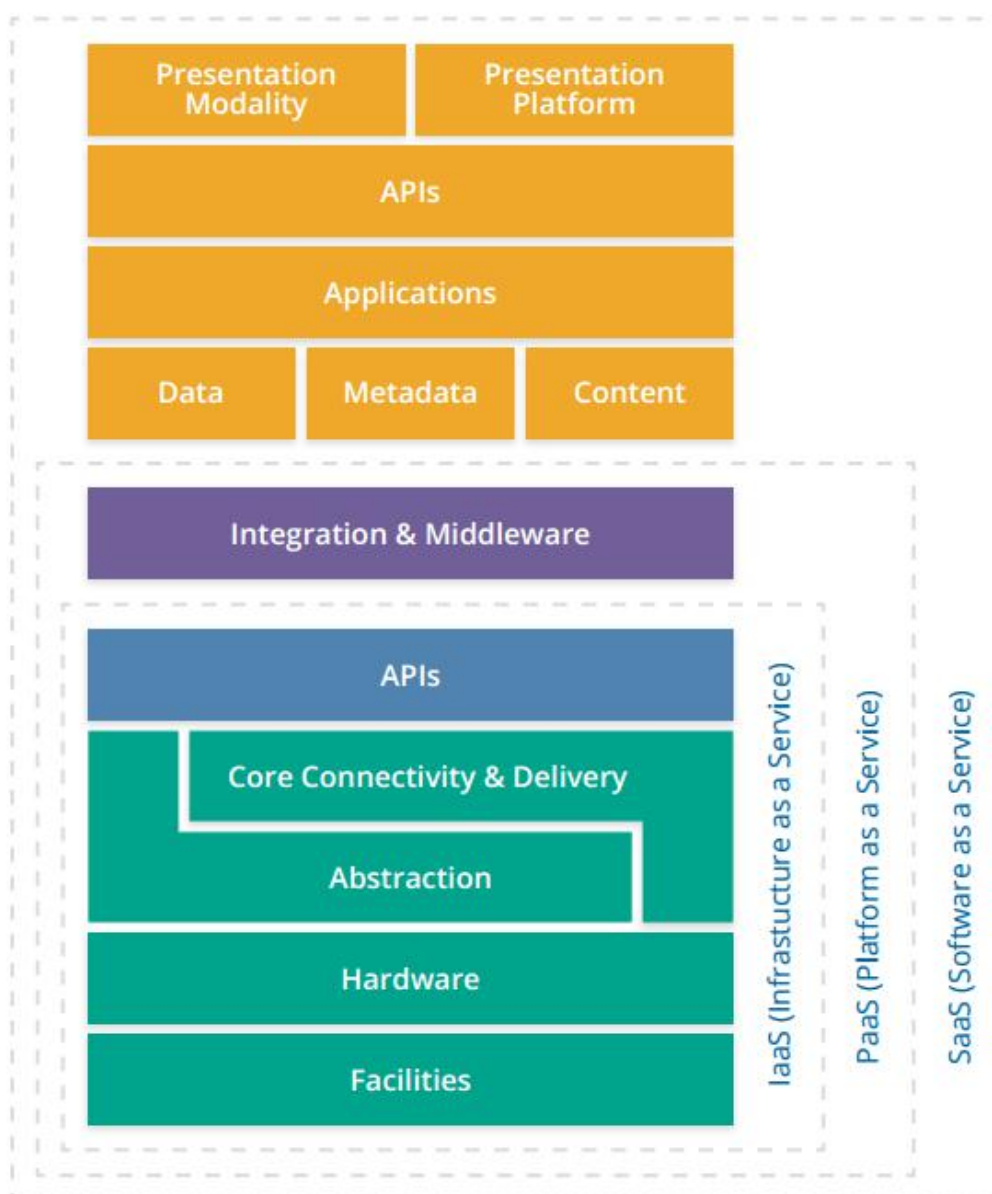 Presentation
Modality
Presentation
Platform
APIs
Applications
Data
Metadata
Content
Integration & Middleware
APIs
Core Connectivity & Delivery
Abstraction
Hardware
Facilities
IaaS (Infrastucture as a Service)
PaaS (Platform as a Service)
SaaS (Software as a Service)